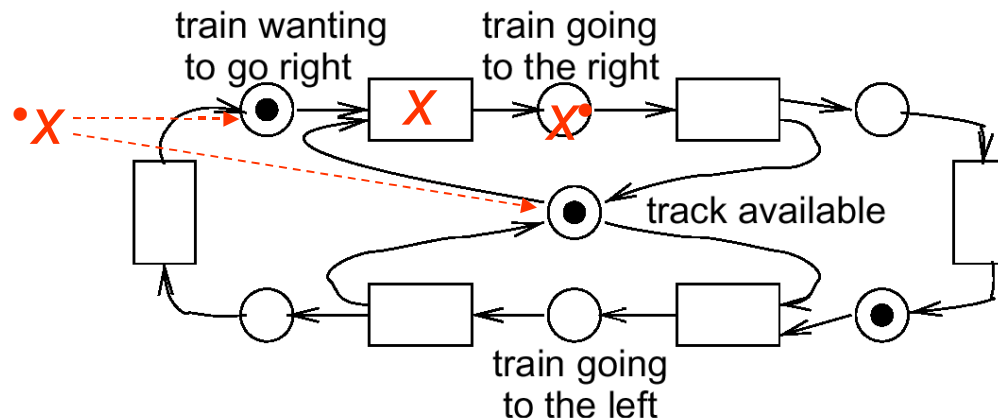 train wanting
to go right
train going
to the right
•X
X
X•
track available
train going
to the left